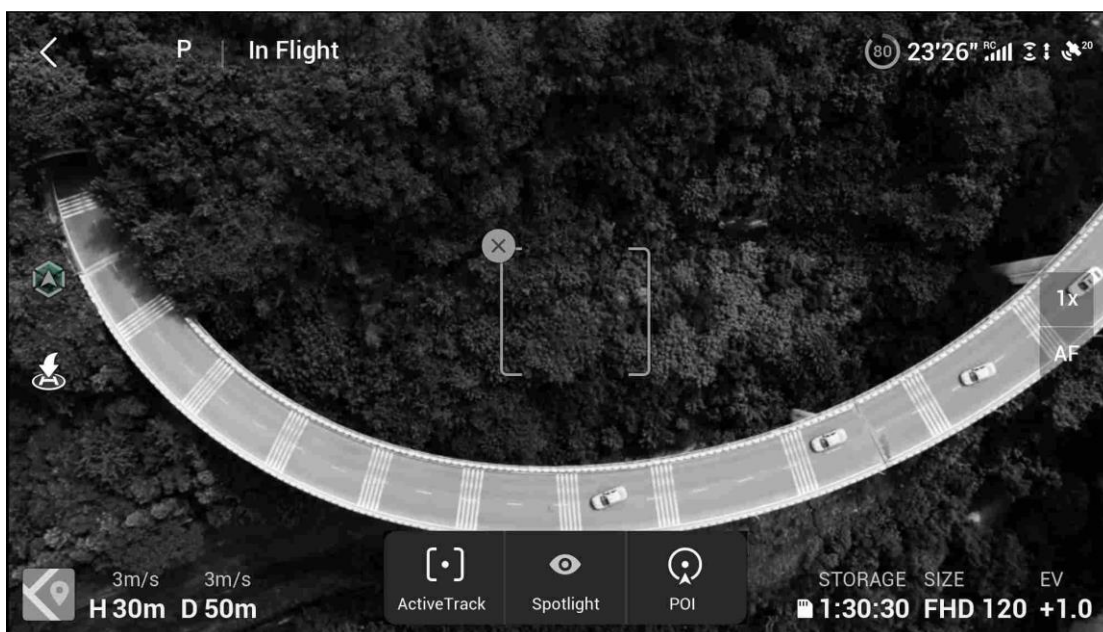 P | In Flight
80 23'26" RC 20
1x
AF
ActiveTrack Spotlight POI
3m/s 3m/s
H 30m D 50m
STORAGE SIZE EV
1:30:30 FHD 120 +1.0